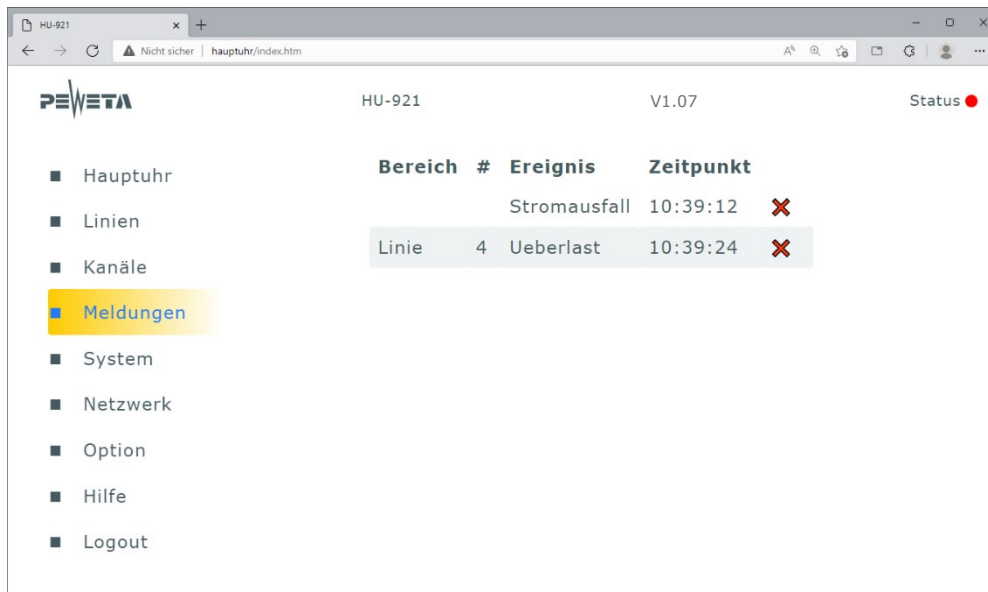 HU-921
Nicht sicher | hauptuhr/index.htm
PEWETA HU-921 V1.07 Status
Bereich # Ereignis Zeitpunkt
Stromausfall 10:39:12
Linie 4 Ueberlast 10:39:24
Hauptuhr
Linien
Kanäle
Meldungen
System
Netzwerk
Option
Hilfe
Logout